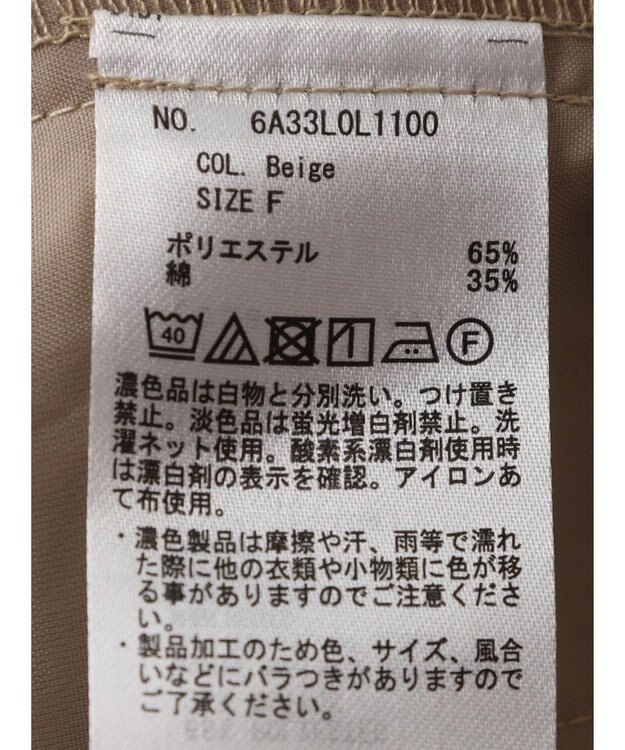 NO. 6A33L0L1100
COL. Beige
SIZE F
ポリエステル 65%
綿 35%
40
F
濃色品は白物と分別洗い。つけ置き
禁止。淡色品は蛍光増白剤禁止。洗
濯ネット使用。酸素系漂白剤使用時
は漂白剤の表示を確認。アイロンあ
て布使用。
・濃色製品は摩擦や汗、雨等で濡れ
た際に他の衣類や小物類に色が移
る事がありますのでご注意くださ
い。
・製品加工のため色、サイズ、風合
いなどにバラつきがありますので
ご了承ください。